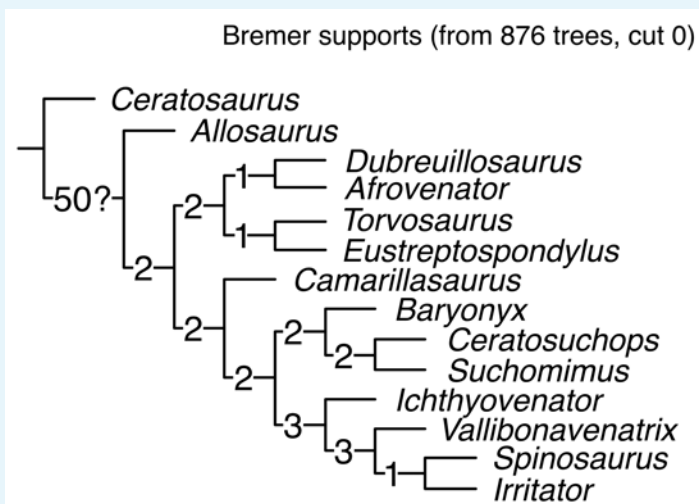 Bremer supports (from 876 trees, cut 0)
Ceratosaurus
50?
Allosaurus
2
2
1
Dubreuillosaurus
Afrovenator
1
Torvosaurus
Eustreptospondylus
2
Camarillasaurus
2
2
Baryonyx
2
Ceratosuchops
Suchomimus
3
Ichthyovenator
3
Vallibonavenatrix
1
Spinosaurus
Irritator